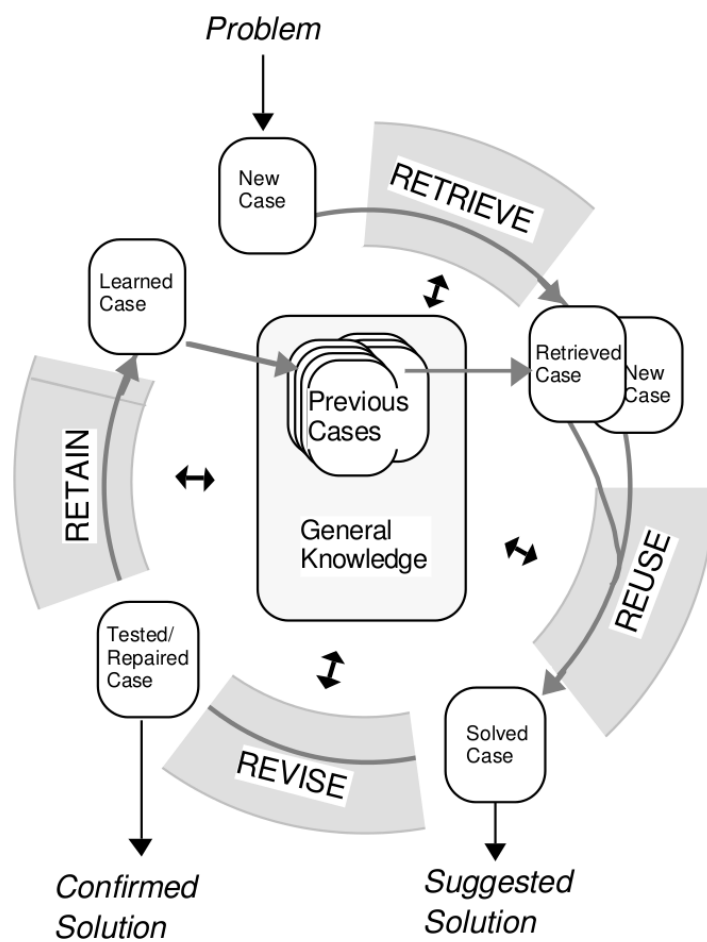 Problem
New
Case
RETRIEVE
Learned
Case
Retrieved
Case
New
Case
Previous
Cases
RETAIN
General
Knowledge
REUSE
Tested/
Repaired
Case
REVISE
Solved
Case
Confirmed
Solution
Suggested
Solution